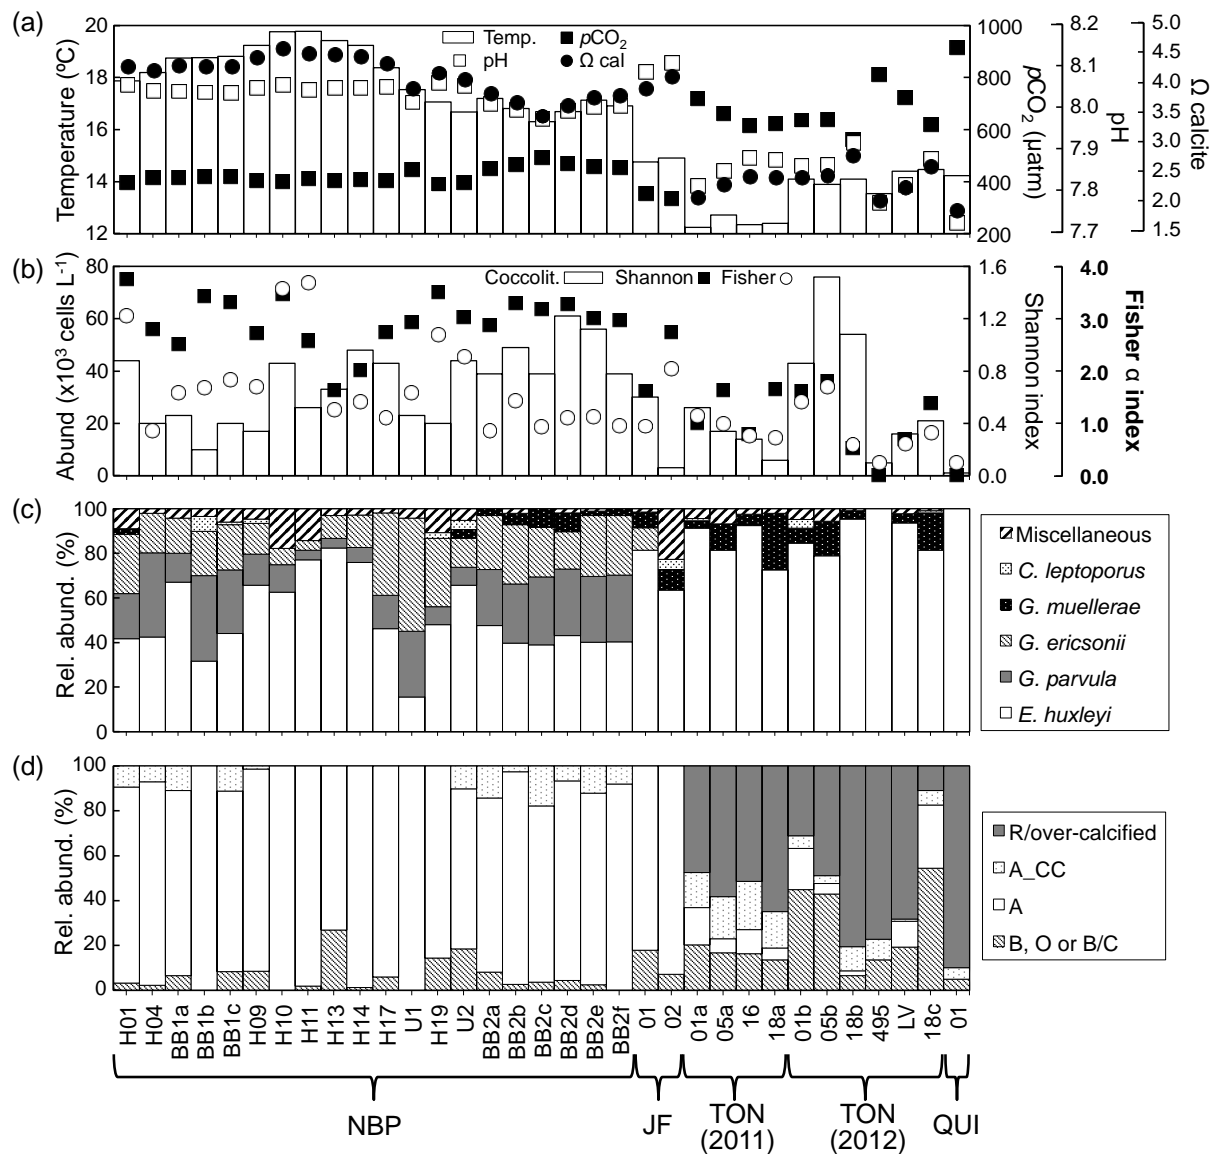 (a)
Temperature (ºC)
20
18
16
14
12
Temp.
pCO₂
pH
Ω cal
1000
800
600
400
200
pCO₂ (µatm)
8.2
8.1
8.0
7.9
7.8
7.7
pH
5.0
4.5
4.0
3.5
3.0
2.5
2.0
1.5
Ω calcite
(b)
Abund (x10³ cells L⁻¹)
80
60
40
20
0
Coccolit.
Shannon
Fisher
1.6
1.2
0.8
0.4
0.0
Shannon index
4.0
3.0
2.0
1.0
0.0
Fisher α index
(c)
Rel. abund. (%)
100
80
60
40
20
0
Miscellaneous
C. leptoporus
G. muellerae
G. ericsonii
G. parvula
E. huxleyi
(d)
Rel. abund. (%)
100
80
60
40
20
0
R/over-calcified
A_CC
A
B, O or B/C
H01
H04
BB1a
BB1b
BB1c
H09
H10
H11
H13
H14
H17
U1
H19
U2
BB2a
BB2b
BB2c
BB2d
BB2e
BB2f
01
02
01a
05a
16
18a
01b
05b
18b
495
LV
18c
01
NBP
JF
TON
(2011)
TON
(2012)
QUI